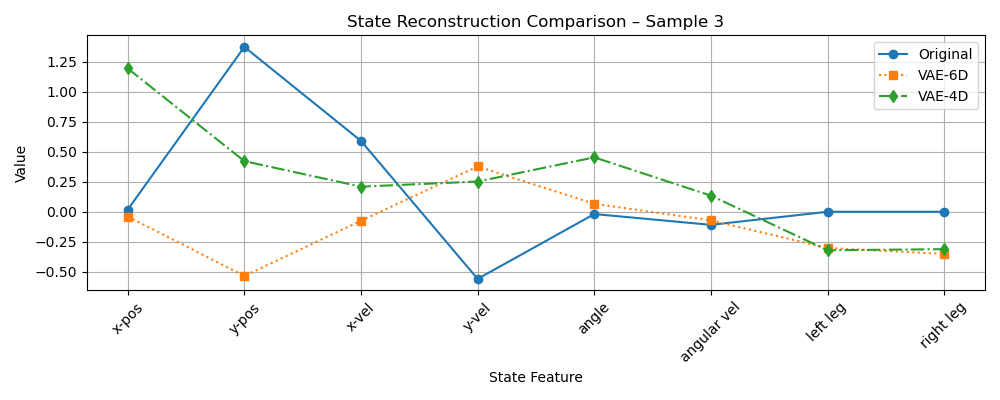 State Reconstruction Comparison – Sample 3
Original
VAE-6D
VAE-4D
Value
1.25
1.00
0.75
0.50
0.25
0.00
−0.25
−0.50
x-pos
y-pos
x-vel
y-vel
angle
angular vel
left leg
right leg
State Feature